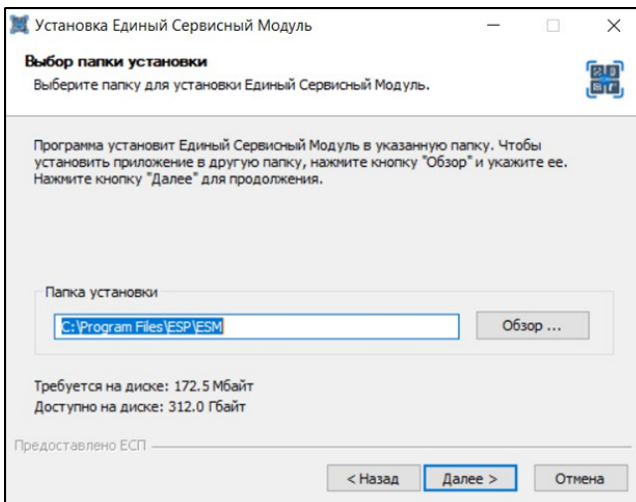 Установка Единый Сервисный Модуль
Выбор папки установки
Выберите папку для установки Единый Сервисный Модуль.
Программа установит Единый Сервисный Модуль в указанную папку. Чтобы
установить приложение в другую папку, нажмите кнопку "Обзор" и укажите ее.
Нажмите кнопку "Далее" для продолжения.
Папка установки
C:\Program Files\ESP\ESM
Обзор ...
Требуется на диске: 172.5 Мбайт
Доступно на диске: 312.0 Гбайт
Предоставлено ЕСП
< Назад Далее > Отмена